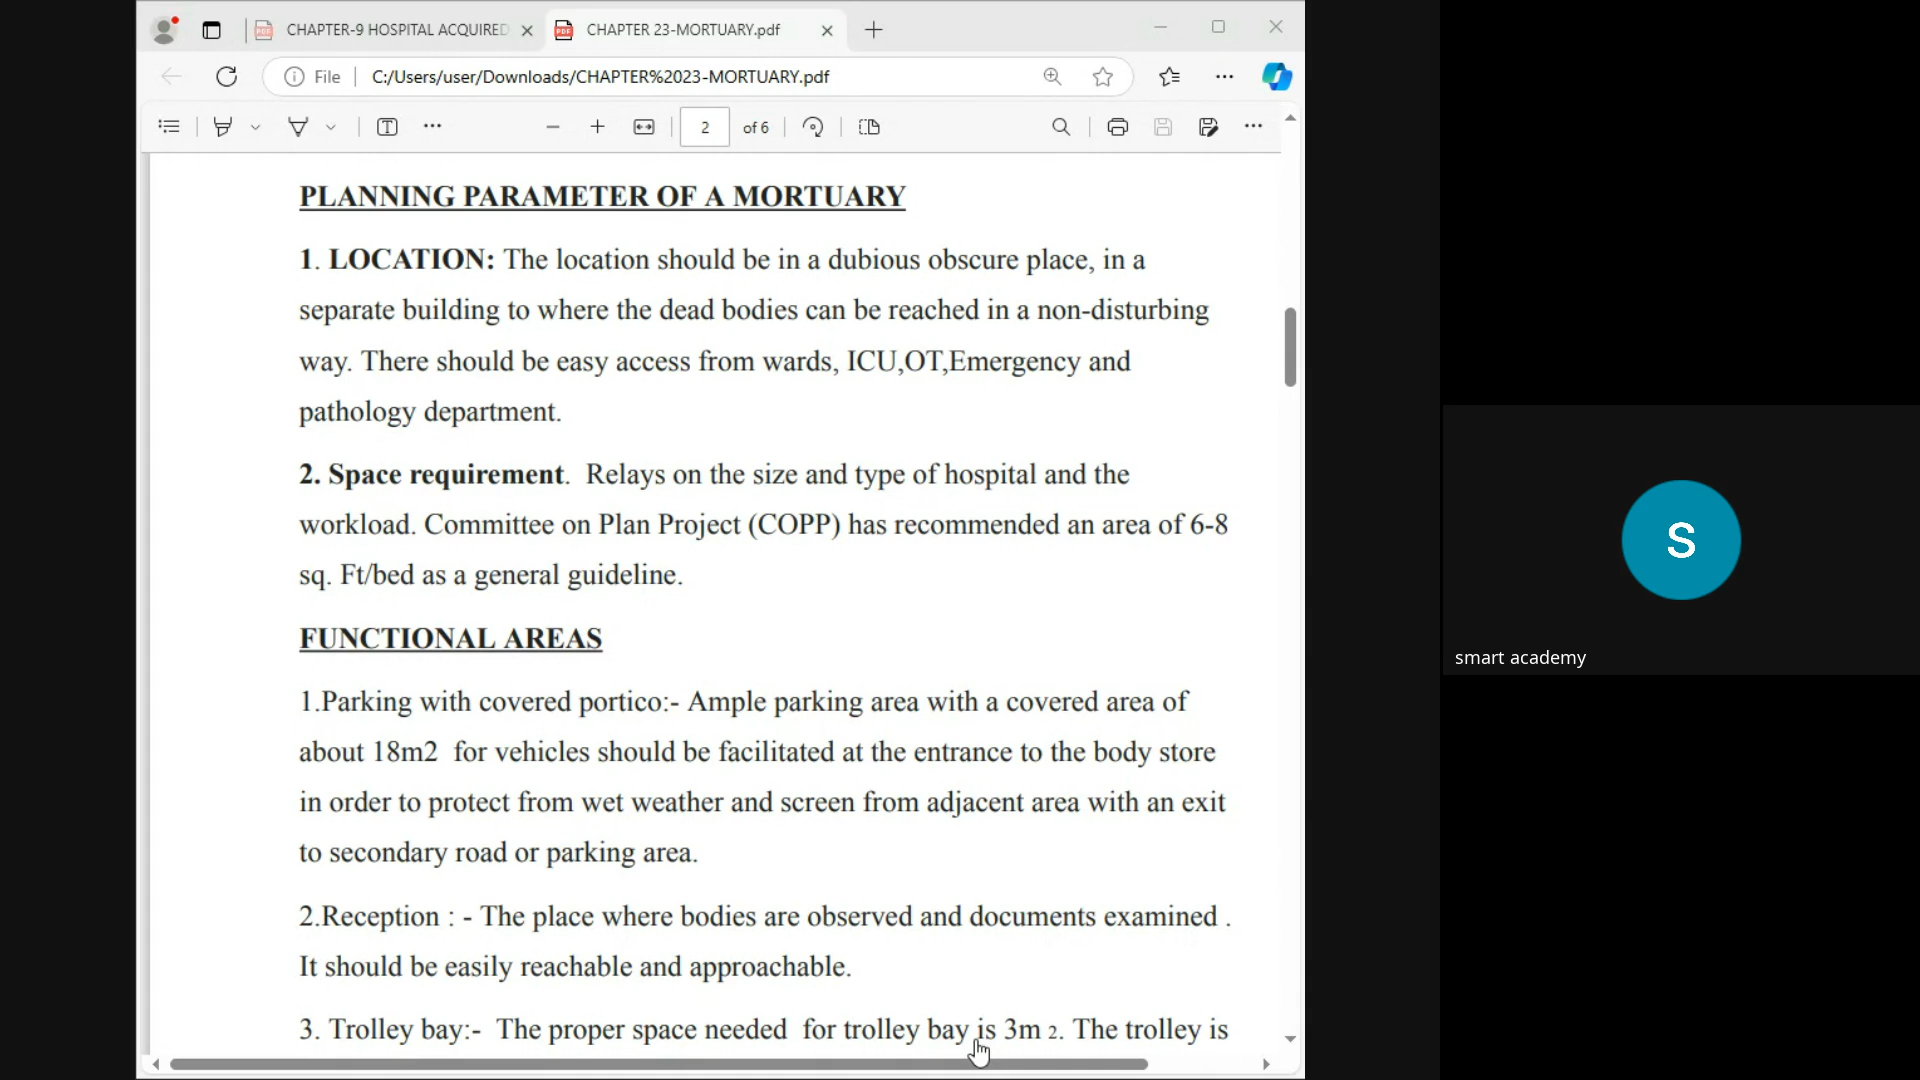 CHAPTER-9 HOSPITAL ACQUIRED
CHAPTER 23-MORTUARY.pdf
File
C:/Users/user/Downloads/CHAPTER%2023-MORTUARY.pdf
2 of 6
PLANNING PARAMETER OF A MORTUARY
1. LOCATION: The location should be in a dubious obscure place, in a
separate building to where the dead bodies can be reached in a non-disturbing
way. There should be easy access from wards, ICU,OT,Emergency and
pathology department.
2. Space requirement. Relays on the size and type of hospital and the
workload. Committee on Plan Project (COPP) has recommended an area of 6-8
sq. Ft/bed as a general guideline.
FUNCTIONAL AREAS
1.Parking with covered portico:- Ample parking area with a covered area of
about 18m2 for vehicles should be facilitated at the entrance to the body store
in order to protect from wet weather and screen from adjacent area with an exit
to secondary road or parking area.
2.Reception : - The place where bodies are observed and documents examined .
It should be easily reachable and approachable.
3. Trolley bay:- The proper space needed for trolley bay is 3m 2. The trolley is
S
smart academy